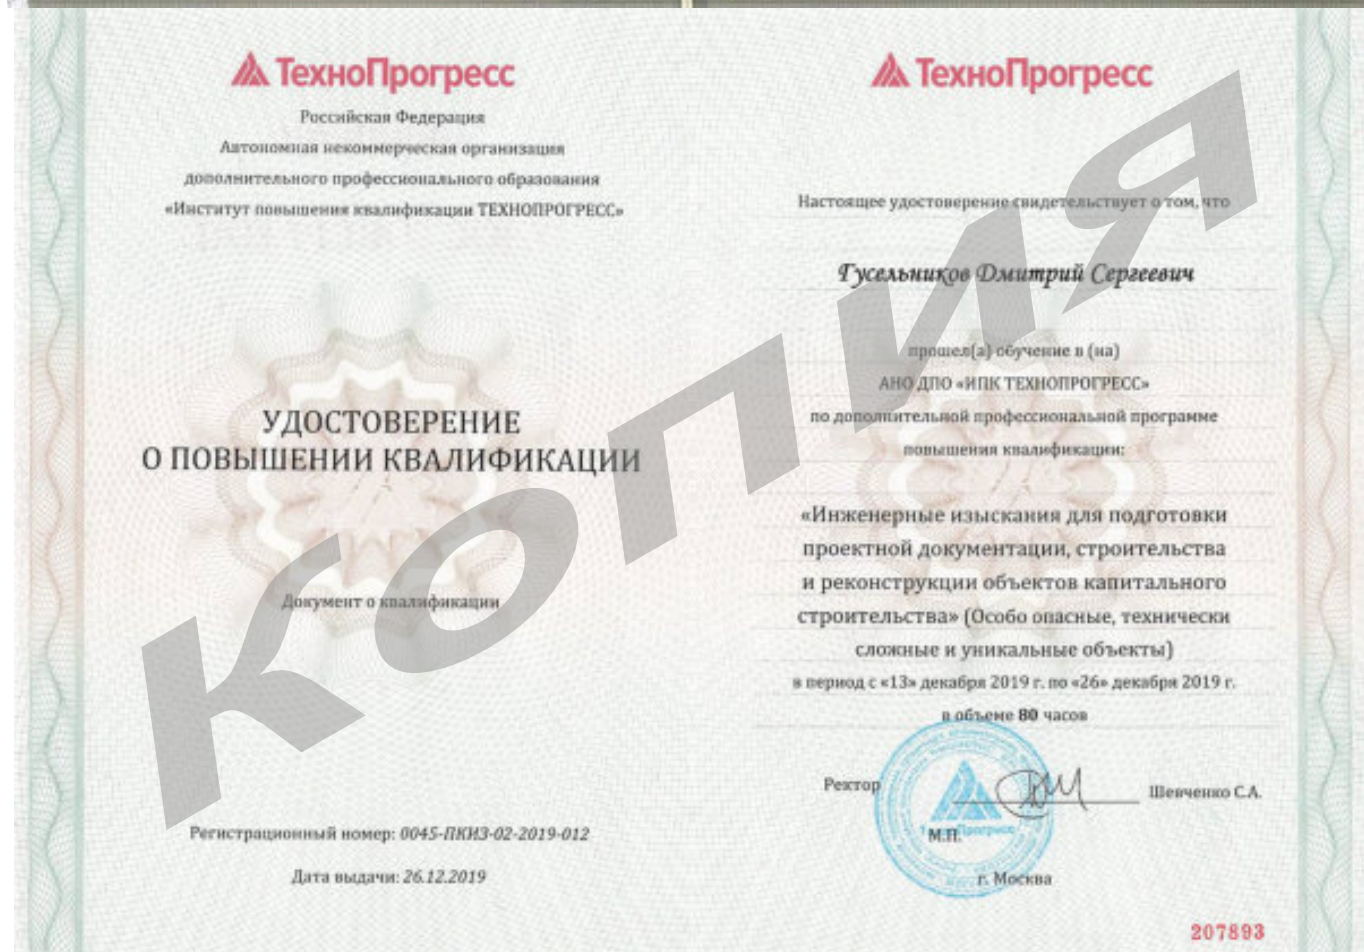 ТехноПрогресс
Российская Федерация
Автономная некоммерческая организация
дополнительного профессионального образования
«Институт повышения квалификации ТЕХНОПРОГРЕСС»
УДОСТОВЕРЕНИЕ
О ПОВЫШЕНИИ КВАЛИФИКАЦИИ
Документ о квалификации
Регистрационный номер: 0045-ПКИЗ-02-2019-012
Дата выдачи: 26.12.2019
ТехноПрогресс
Настоящее удостоверение свидетельствует о том, что
Гусельников Дмитрий Сергеевич
прошел(а) обучение в (на)
АНО ДПО «ИПК ТЕХНОПРОГРЕСС»
по дополнительной профессиональной программе
повышения квалификации:
«Инженерные изыскания для подготовки
проектной документации, строительства
и реконструкции объектов капитального
строительства» (Особо опасные, технически
сложные и уникальные объекты)
в период с «13» декабря 2019 г. по «26» декабря 2019 г.
в объеме 80 часов
Ректор
Шевченко С.А.
ТехноПрогресс
М.П.
г. Москва
207893
КОПИЯ